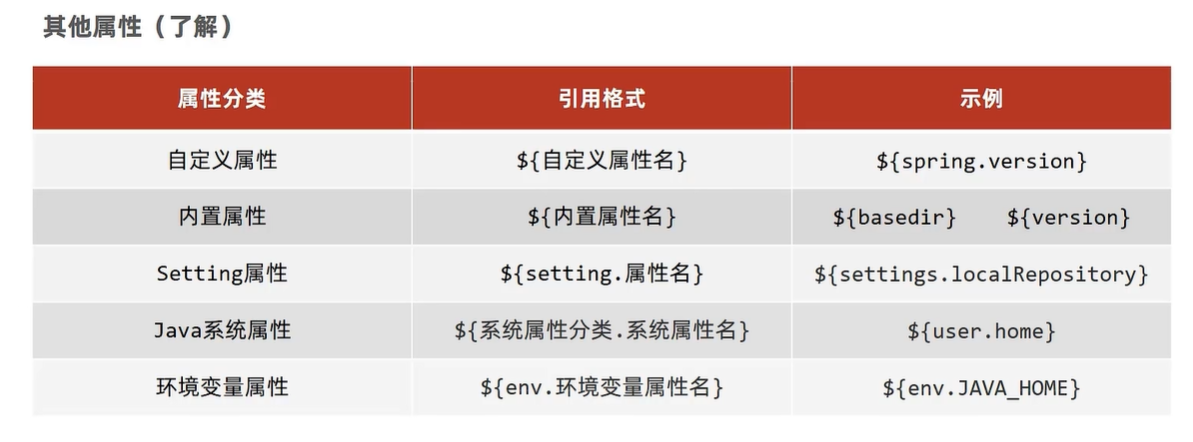 其他属性（了解）
属性分类 引用格式 示例
自定义属性 ${自定义属性名} ${spring.version}
内置属性 ${内置属性名} ${basedir} ${version}
Setting属性 ${setting.属性名} ${settings.localRepository}
Java系统属性 ${系统属性分类.系统属性名} ${user.home}
环境变量属性 ${env.环境变量属性名} ${env.JAVA_HOME}